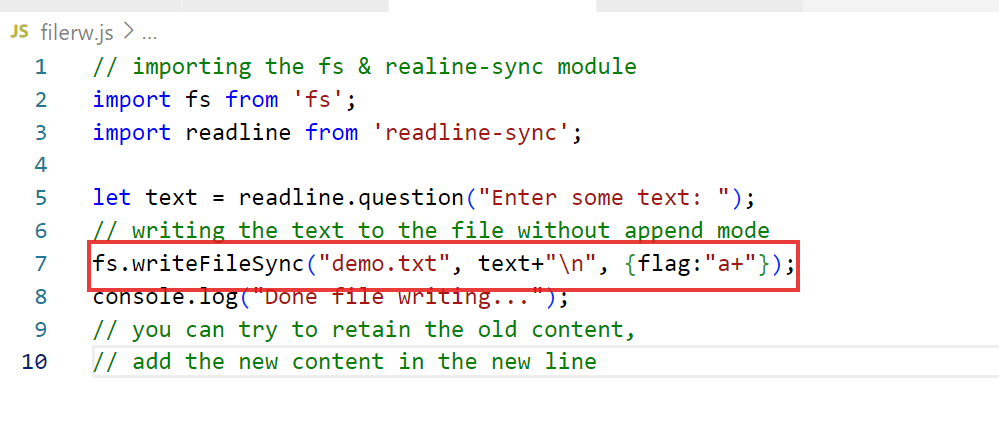 JS filerw.js > ...
1 // importing the fs & realine-sync module
2 import fs from 'fs';
3 import readline from 'readline-sync';
4
5 let text = readline.question("Enter some text: ");
6 // writing the text to the file without append mode
7 fs.writeFileSync("demo.txt", text+"\n", {flag:"a+"});
8 console.log("Done file writing...");
9 // you can try to retain the old content,
10 // add the new content in the new line